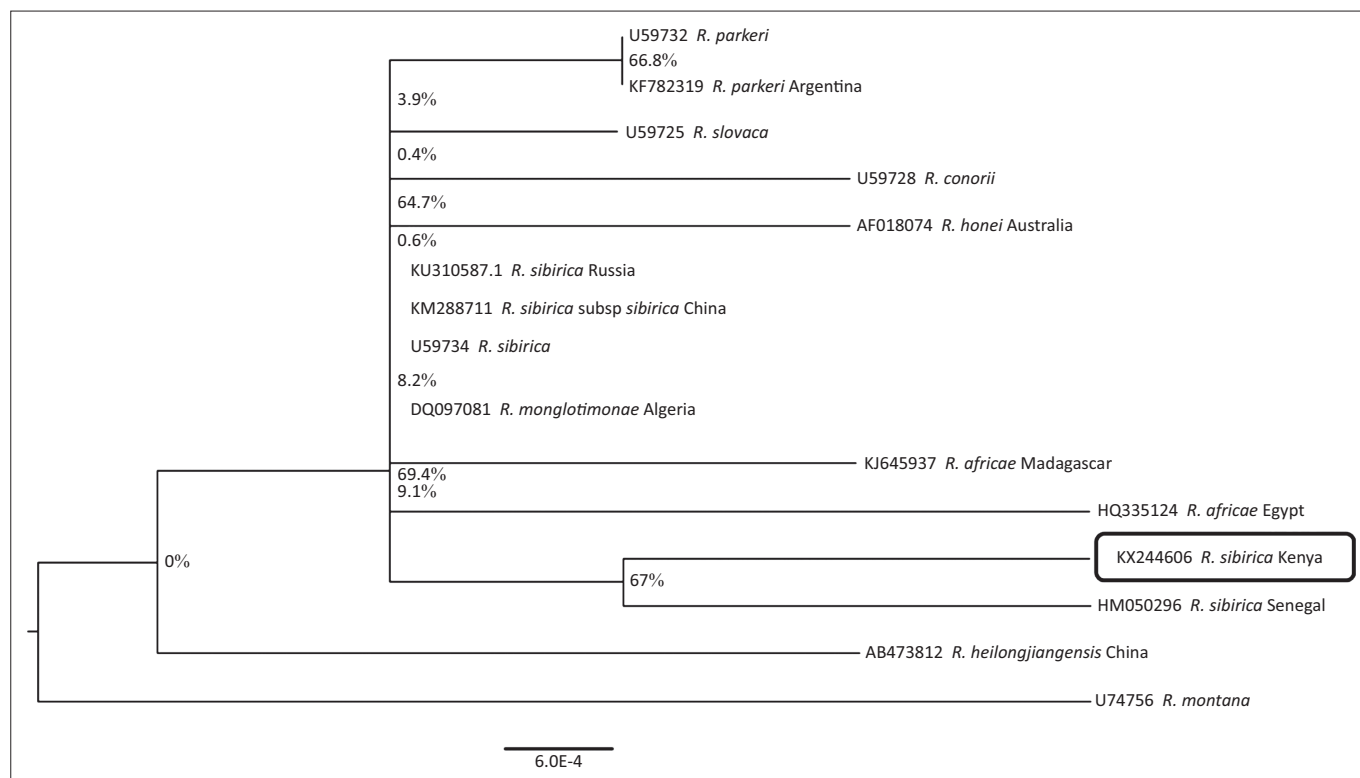 U59732 R. parkeri
66.8%
KF782319 R. parkeri Argentina
3.9%
U59725 R. slovaca
0.4%
U59728 R. conorii
64.7%
AF018074 R. honei Australia
0.6%
KU310587.1 R. sibirica Russia
KM288711 R. sibirica subsp sibirica China
U59734 R. sibirica
8.2%
DQ097081 R. monglotimonae Algeria
KJ645937 R. africae Madagascar
69.4%
9.1%
HQ335124 R. africae Egypt
KX244606 R. sibirica Kenya
0%
67%
HM050296 R. sibirica Senegal
AB473812 R. heilongjiangensis China
U74756 R. montana
6.0E-4